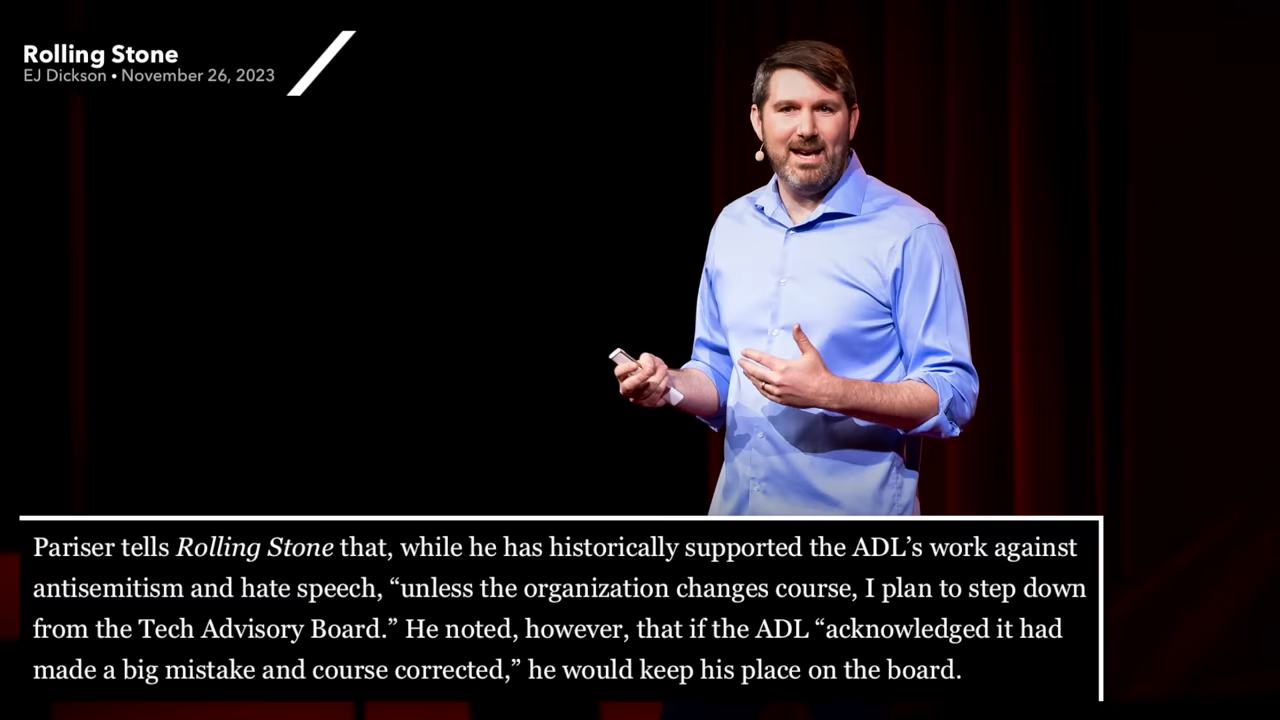 Rolling Stone
EJ Dickson • November 26, 2023
Pariser tells Rolling Stone that, while he has historically supported the ADL’s work against
antisemitism and hate speech, “unless the organization changes course, I plan to step down
from the Tech Advisory Board.” He noted, however, that if the ADL “acknowledged it had
made a big mistake and course corrected,” he would keep his place on the board.